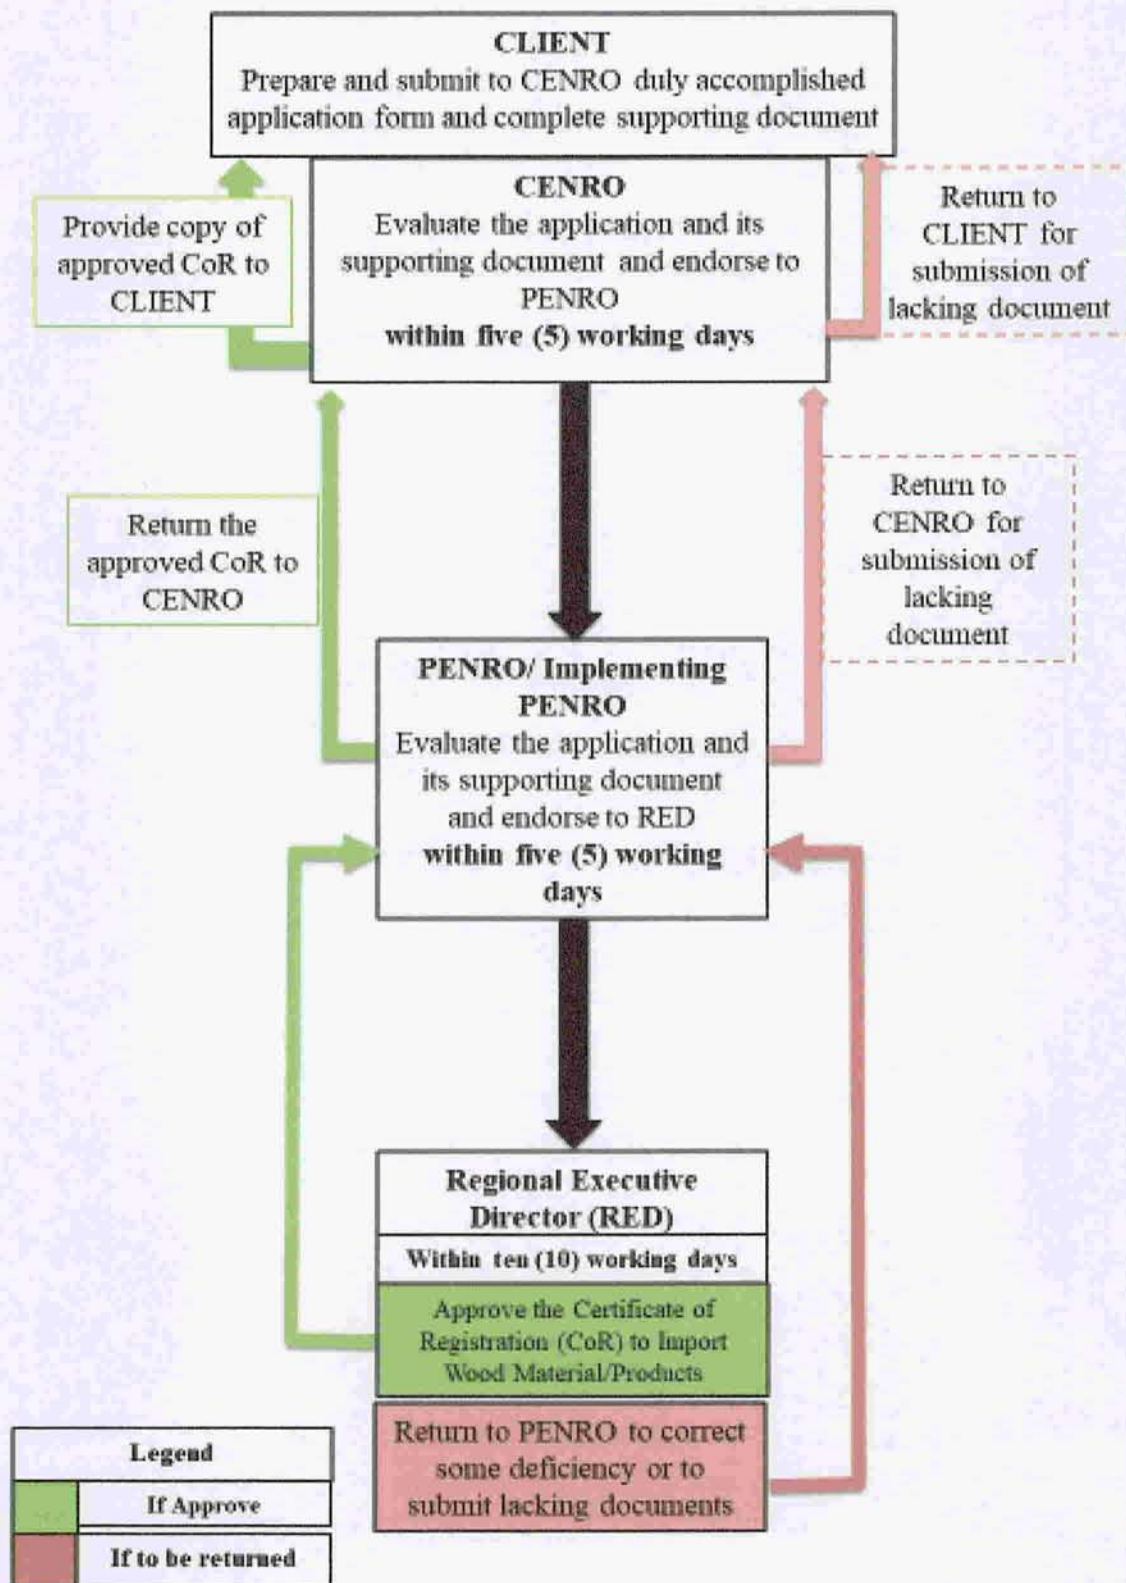 CLIENT
Prepare and submit to CENRO duly accomplished
application form and complete supporting document
CENRO
Evaluate the application and its
supporting document and endorse to
PENRO
within five (5) working days
Provide copy of
approved CoR to
CLIENT
Return to
CLIENT for
submission of
lacking document
Return the
approved CoR to
CENRO
Return to
CENRO for
submission of
lacking
document
PENRO/ Implementing
PENRO
Evaluate the application and
its supporting document
and endorse to RED
within five (5) working
days
Regional Executive
Director (RED)
Within ten (10) working days
Approve the Certificate of
Registration (CoR) to Import
Wood Material/Products
Return to PENRO to correct
some deficiency or to
submit lacking documents
Legend
If Approve
If to be returned